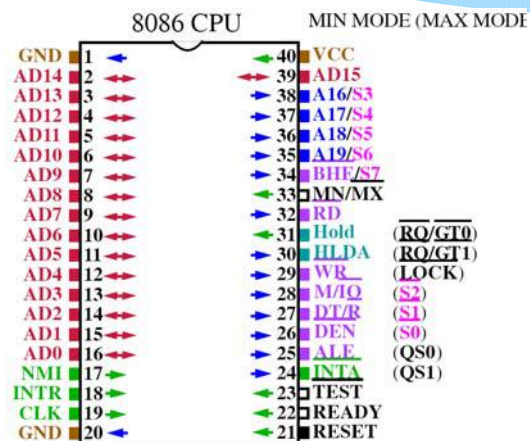 8086 CPU MIN MODE (MAX MODE
GND 1 40 VCC
AD14 2 39 AD15
AD13 3 38 A16/S3
AD12 4 37 A17/S4
AD11 5 36 A18/S5
AD10 6 35 A19/S6
AD9 7 34 BHE/S7
AD8 8 33 MN/MX
AD7 9 32 RD
AD6 10 31 Hold (RQ/GT0)
AD5 11 30 HLDA (RQ/GT1)
AD4 12 29 WR (LOCK)
AD3 13 28 M/IO (S2)
AD2 14 27 DT/R (S1)
AD1 15 26 DEN (S0)
AD0 16 25 ALE (QS0)
NMI 17 24 INTA (QS1)
INTR 18 23 TEST
CLK 19 22 READY
GND 20 21 RESET